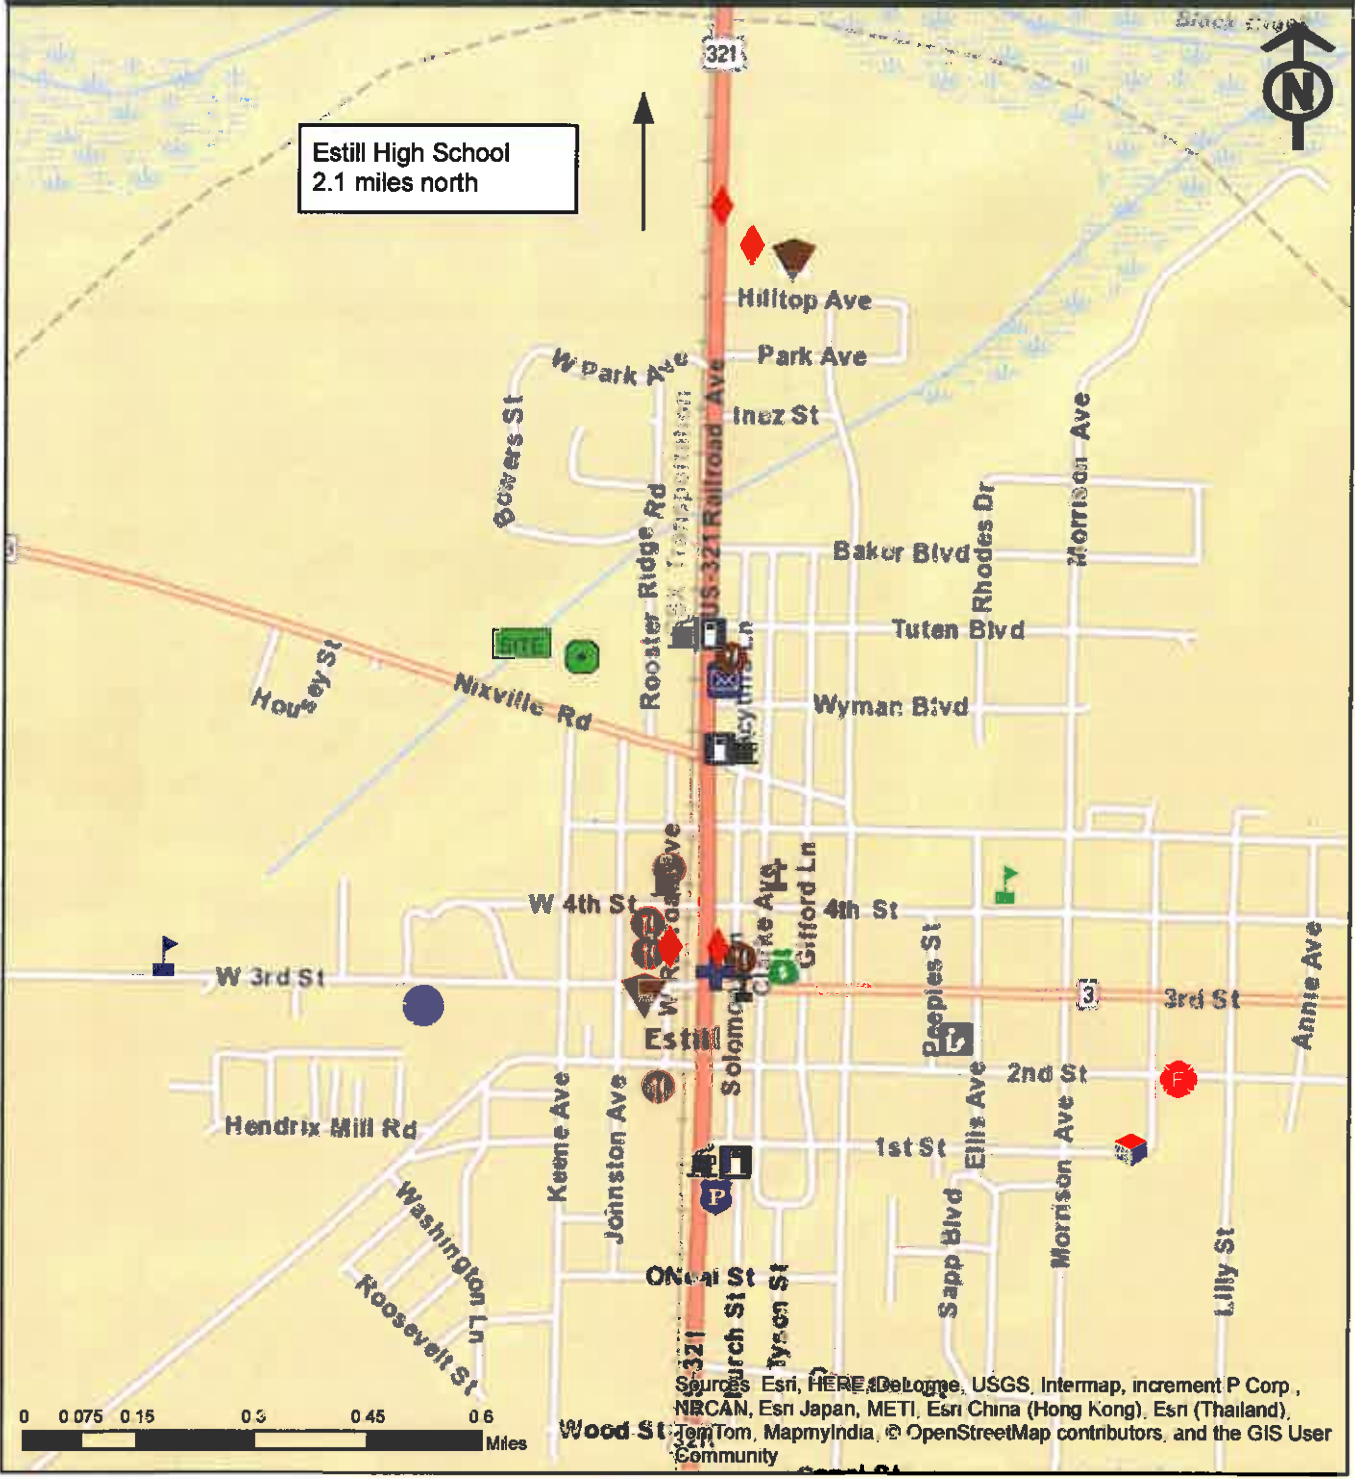 321
N
Estill High School
2.1 miles north
Hilltop Ave
W Park Ave
Park Ave
Inez St
Bowers St
US-321 Railroad Ave
Morrison Ave
Rhodes Dr
Rooster Ridge Rd
Baker Blvd
Tuten Blvd
SITE
Housey St
Nixville Rd
Wyman Blvd
W 4th St
4th St
Clarke Ave
Gifford Ln
Peeples St
Annie Ave
W 3rd St
3
3rd St
Estill
2nd St
F
Hendrix Mill Rd
Keene Ave
Johnston Ave
1st St
Ellis Ave
Morrison Ave
P
Washington Ln
Roosevelt St
ONeal St
Tyson St
Sapp Blvd
Lilly St
Wood St
0 0.075 0.15 0.3 0.45 0.6
Miles
Sources Esri, HERE, DeLorme, USGS, Intermap, increment P Corp.,
NRCAN, Esri Japan, METI, Esri China (Hong Kong), Esri (Thailand),
TomTom, MapmyIndia, © OpenStreetMap contributors, and the GIS User
Community